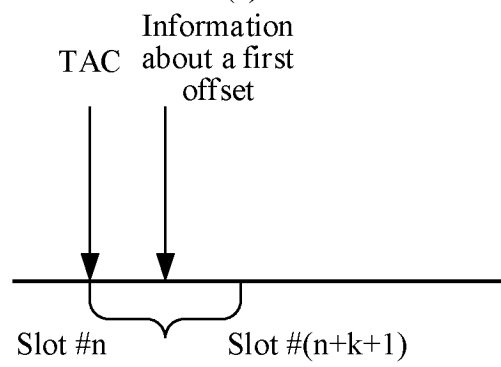 Information
TAC about a first
offset
Slot #n Slot #(n+k+1)